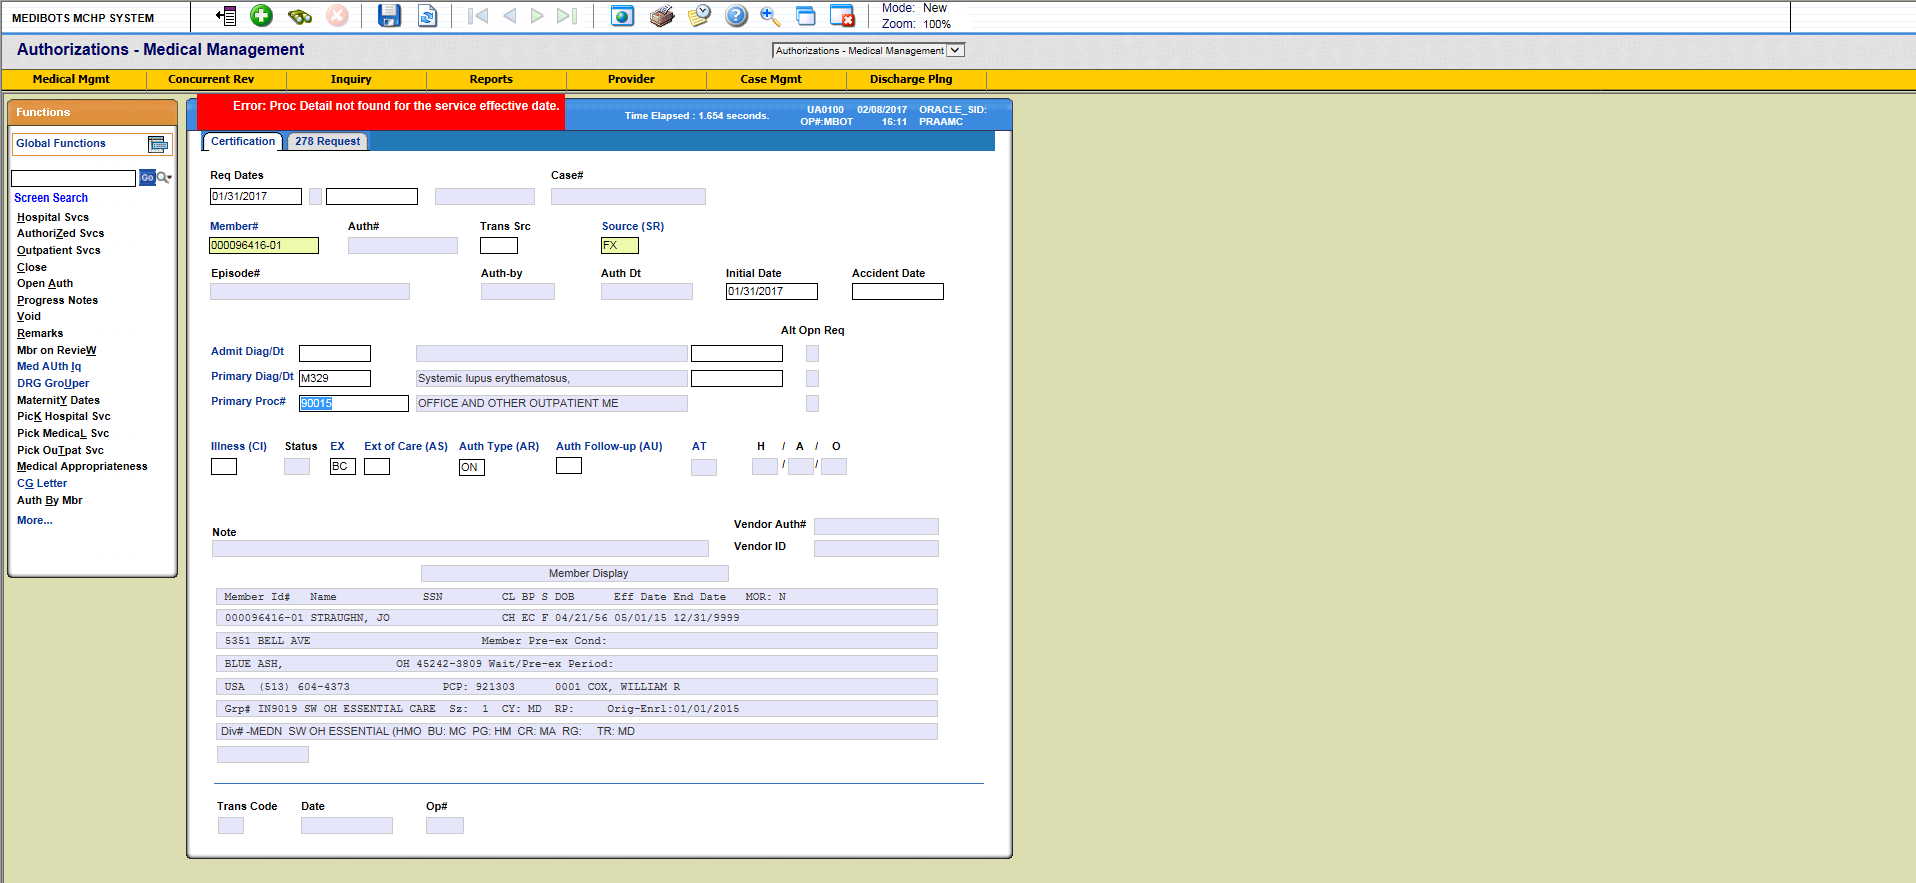 MEDIBOTS MCHP SYSTEM
Mode: New
Zoom: 100%
Authorizations - Medical Management
Authorizations - Medical Management
Medical Mgmt Concurrent Rev Inquiry Reports Provider Case Mgmt Discharge Plng
Functions
Global Functions
Go
Screen Search
Hospital Svcs
AuthoriZed Svcs
Outpatient Svcs
Close
Open Auth
Progress Notes
Void
Remarks
Mbr on RevieW
Med AUth Iq
DRG GroUper
MaternitY Dates
PicK Hospital Svc
Pick MedicaL Svc
Pick OuTpat Svc
Medical Appropriateness
CG Letter
Auth By Mbr
More...
Error: Proc Detail not found for the service effective date.
Time Elapsed : 1.654 seconds.
UA0100 02/08/2017 ORACLE_SID:
OP#:MBOT 16:11 PRAAMC
Certification 278 Request
Req Dates Case#
01/31/2017
Member# Auth# Trans Src Source (SR)
000096416-01 FX
Episode# Auth-by Auth Dt Initial Date Accident Date
01/31/2017
Alt Opn Req
Admit Diag/Dt
Primary Diag/Dt M329 Systemic lupus erythematosus,
Primary Proc# 90015 OFFICE AND OTHER OUTPATIENT ME
Illness (CI) Status EX Ext of Care (AS) Auth Type (AR) Auth Follow-up (AU) AT H / A / O
BC ON / /
Vendor Auth#
Note
Vendor ID
Member Display
Member Id# Name SSN CL BP S DOB Eff Date End Date MOR: N
000096416-01 STRAUGHN, JO CH EC F 04/21/56 05/01/15 12/31/9999
5351 BELL AVE Member Pre-ex Cond:
BLUE ASH, OH 45242-3809 Wait/Pre-ex Period:
USA (513) 604-4373 PCP: 921303 0001 COX, WILLIAM R
Grp# IN9019 SW OH ESSENTIAL CARE Sz: 1 CY: MD RP: Orig-Enrl:01/01/2015
Div# -MEDN SW OH ESSENTIAL (HMO BU: MC PG: HM CR: MA RG: TR: MD
Trans Code Date Op#